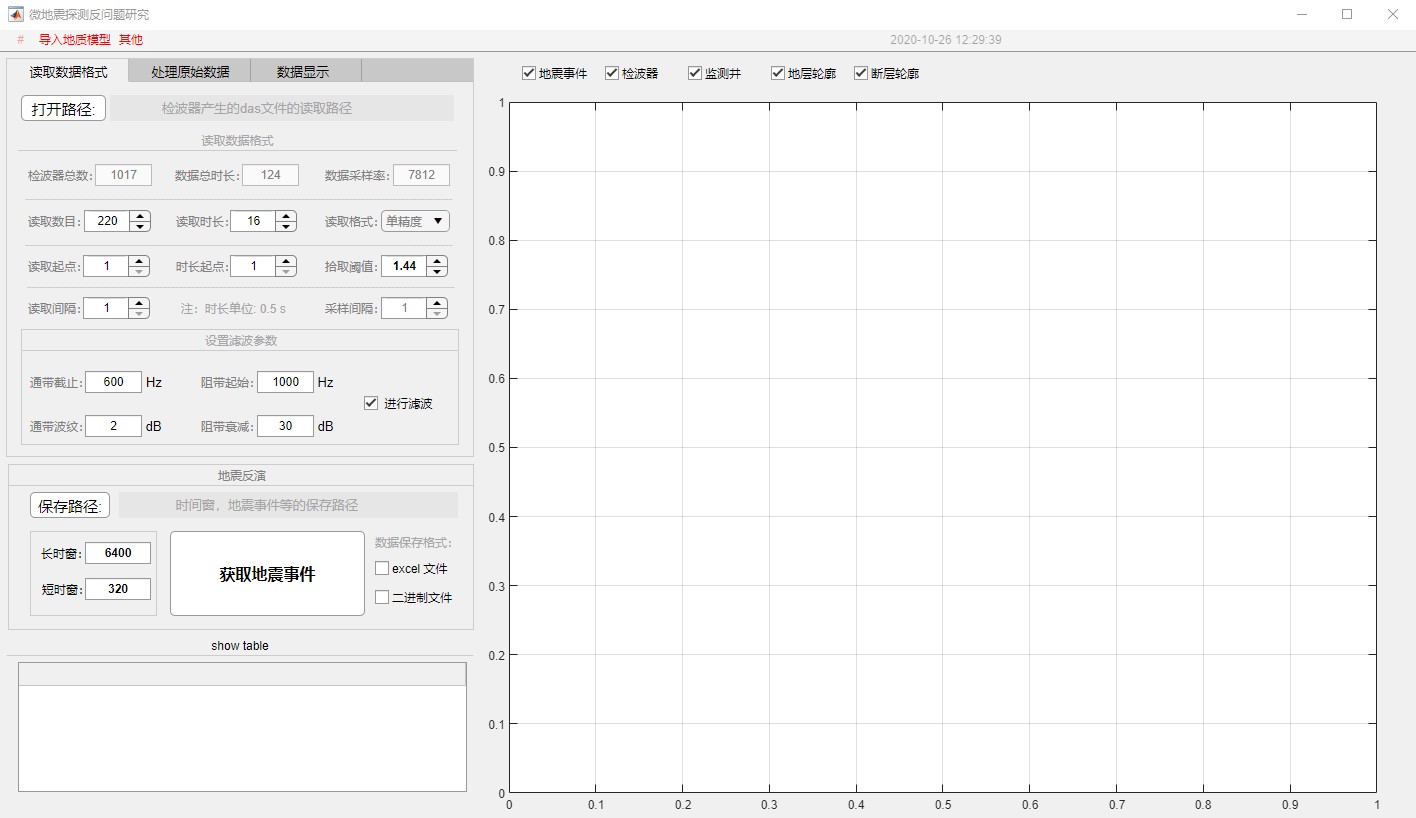 微地震探测反问题研究
# 导入地质模型 其他 2020-10-26 12:29:39
读取数据格式 处理原始数据 数据显示
打开路径: 检波器产生的das文件的读取路径
读取数据格式
检波器总数: 1017 数据总时长: 124 数据采样率: 7812
读取数目: 220 读取时长: 16 读取格式: 单精度
读取起点: 1 时长起点: 1 拾取阈值: 1.44
读取间隔: 1 注: 时长单位: 0.5 s 采样间隔: 1
设置滤波参数
通带截止: 600 Hz 阻带起始: 1000 Hz
进行滤波
通带波纹: 2 dB 阻带衰减: 30 dB
地震反演
保存路径: 时间窗，地震事件等的保存路径
长时窗: 6400
短时窗: 320
获取地震事件
数据保存格式:
excel 文件
二进制文件
show table
地震事件 检波器 监测井 地层轮廓 断层轮廓
1
0.9
0.8
0.7
0.6
0.5
0.4
0.3
0.2
0.1
0
0 0.1 0.2 0.3 0.4 0.5 0.6 0.7 0.8 0.9 1